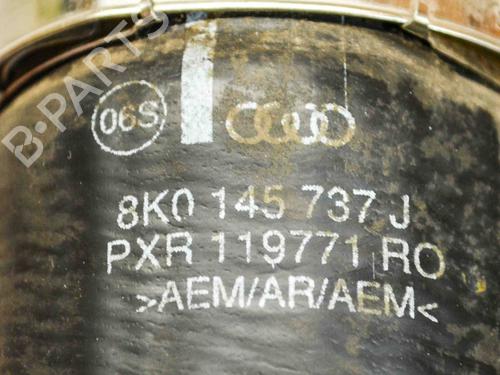 B-PARTS
06S
8K0 145 737 J
PXR 119771 RO
>AEM/AR/AEM<